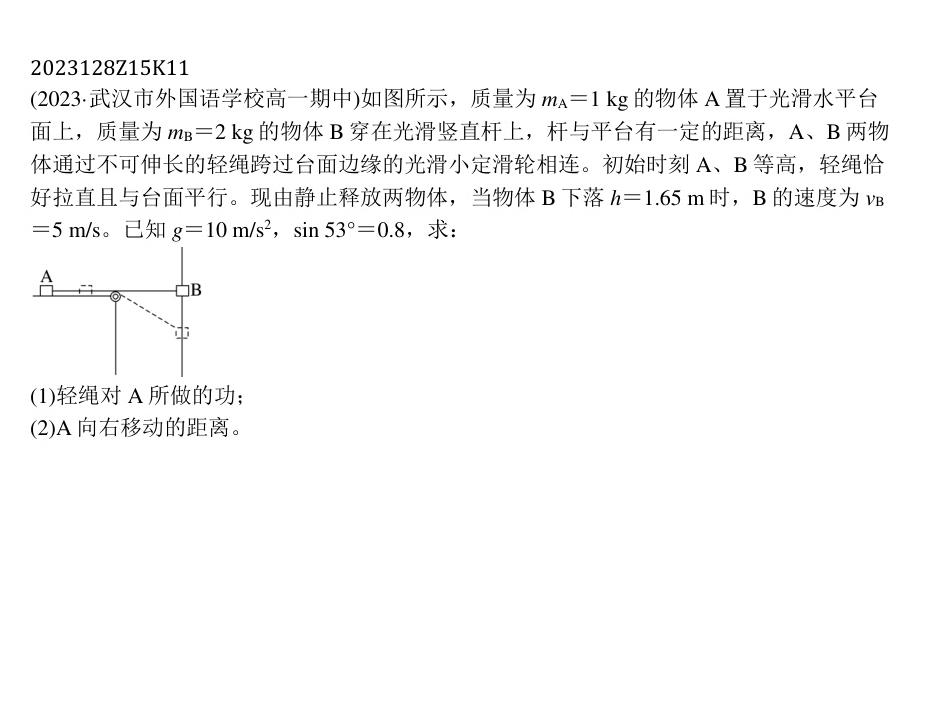 2023128Z15K11
(2023·武汉市外国语学校高一期中)如图所示，质量为 mA＝1 kg 的物体 A 置于光滑水平台
面上，质量为 mB＝2 kg 的物体 B 穿在光滑竖直杆上，杆与平台有一定的距离，A、B 两物
体通过不可伸长的轻绳跨过台面边缘的光滑小定滑轮相连。初始时刻 A、B 等高，轻绳恰
好拉直且与台面平行。现由静止释放两物体，当物体 B 下落 h＝1.65 m 时，B 的速度为 vB
＝5 m/s。已知 g＝10 m/s²，sin 53°＝0.8，求：
A
B
(1)轻绳对 A 所做的功；
(2)A 向右移动的距离。